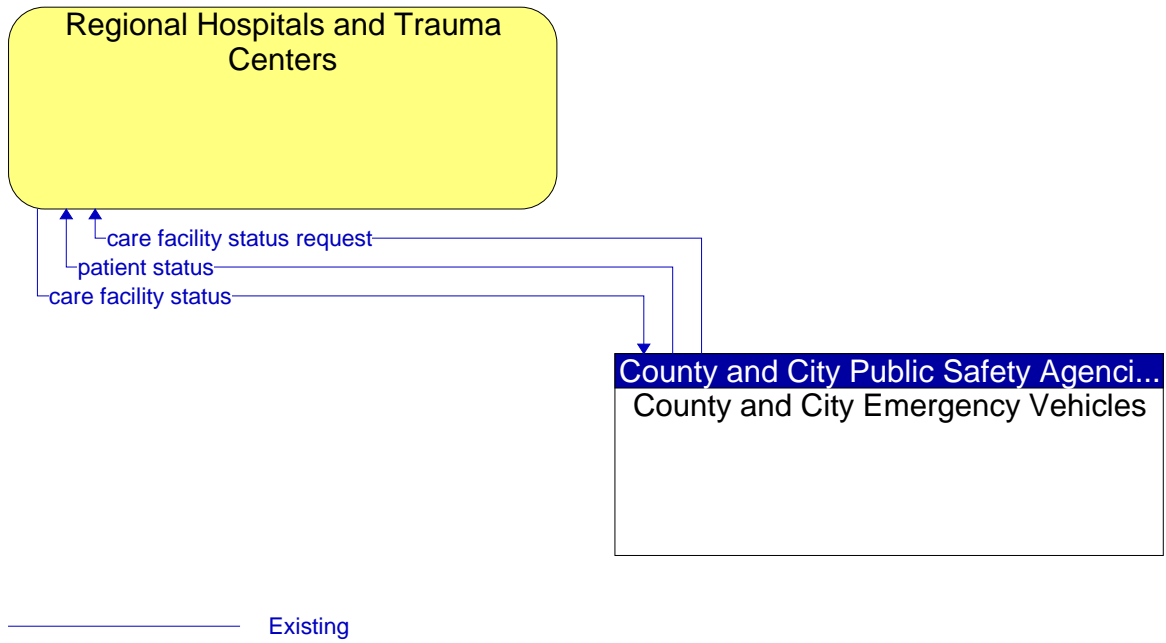 Regional Hospitals and Trauma
Centers
care facility status request
patient status
care facility status
County and City Public Safety Agenci...
County and City Emergency Vehicles
Existing